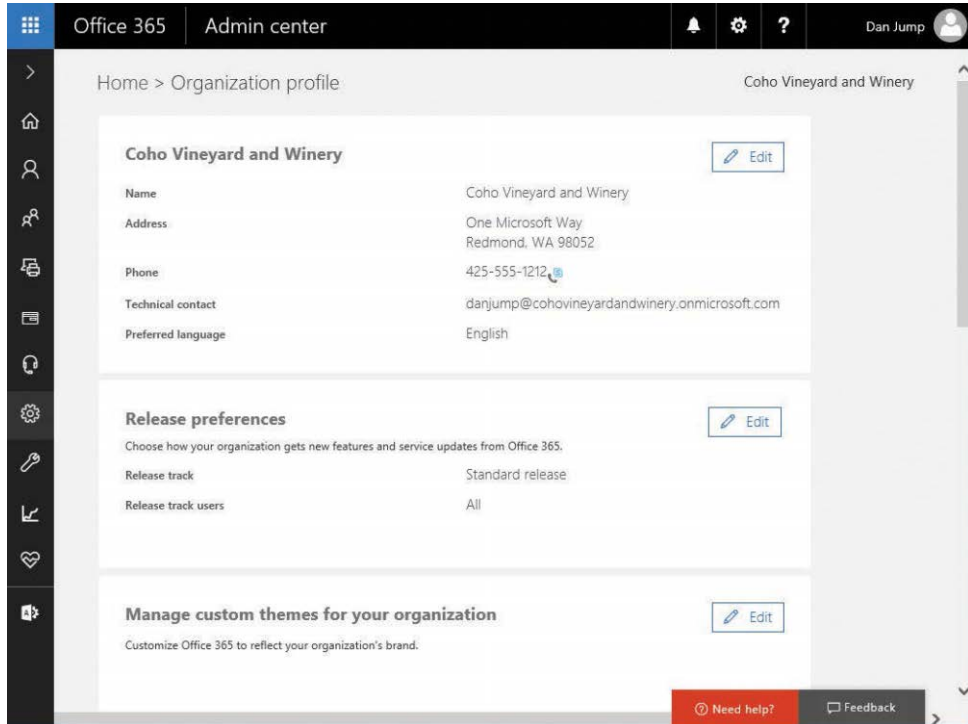 Office 365 Admin center Dan Jump
Home > Organization profile Coho Vineyard and Winery
Coho Vineyard and Winery Edit
Name Coho Vineyard and Winery
Address One Microsoft Way
Redmond, WA 98052
Phone 425-555-1212
Technical contact danjump@cohovineyardandwinery.onmicrosoft.com
Preferred language English
Release preferences Edit
Choose how your organization gets new features and service updates from Office 365.
Release track Standard release
Release track users All
Manage custom themes for your organization Edit
Customize Office 365 to reflect your organization's brand.
Need help? Feedback